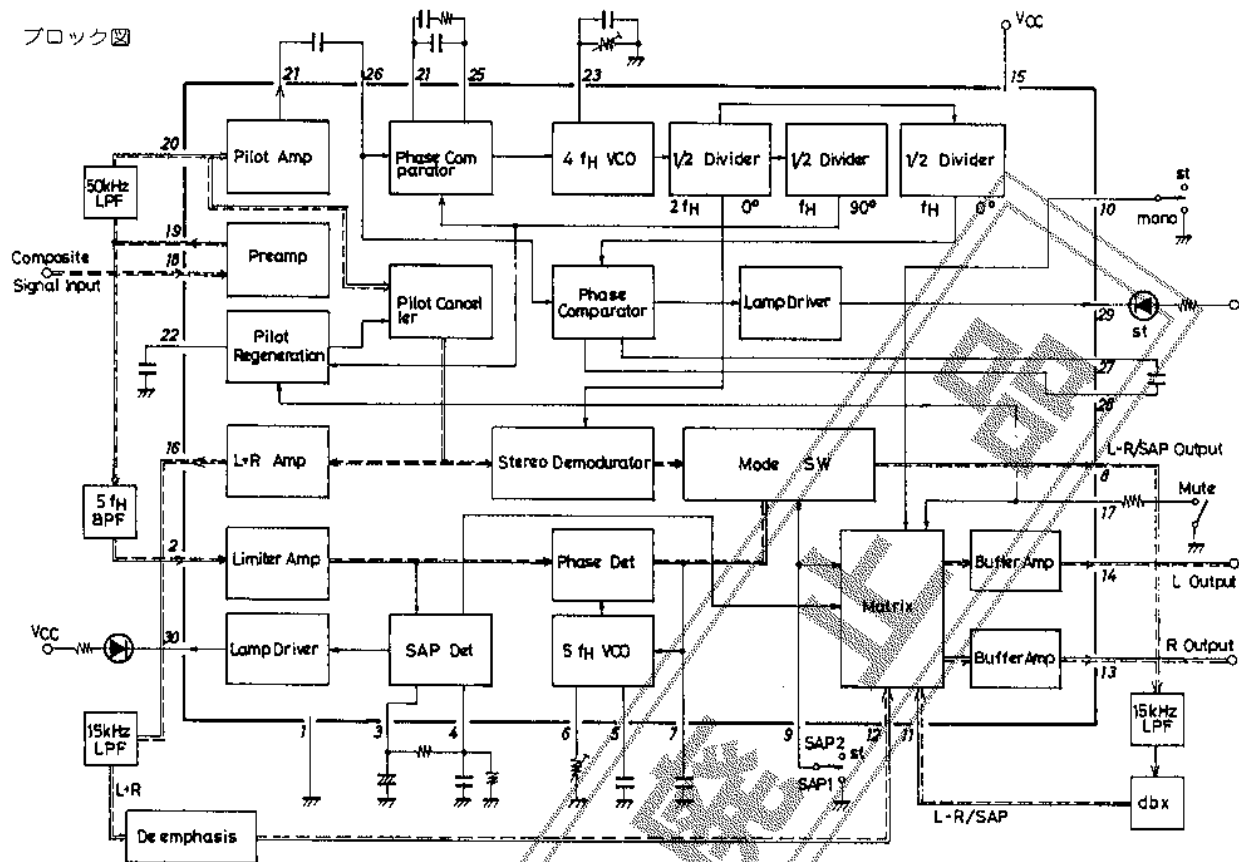 ブロック図
VCC
21
26
21
25
23
15
20
Pilot Amp
Phase Com
parator
4 fH VCO
1/2 Divider
1/2 Divider
1/2 Divider
50kHz
LPF
2fH
0°
fH
90°
fH
0°
10
st
mono
19
Composite
Signal Input
18
Preamp
Pilot Cancel
ler
Phase
Comparator
Lamp Driver
29
st
22
Pilot
Regeneration
27
28
16
L+R Amp
Stereo Demodurator
Mode SW
L-R/SAP Output
8
5 fH
BPF
17
Mute
2
Limiter Amp
Phase Det
Matrix
Buffer Amp
14
L Output
VCC
30
Lamp Driver
SAP Det
5 fH VCO
Buffer Amp
R Output
13
15kHz
LPF
1
3
4
6
5
7
9
12
11
SAP2
st
SAP1
15kHz
LPF
L+R
L-R/SAP
dbx
Deemphasis